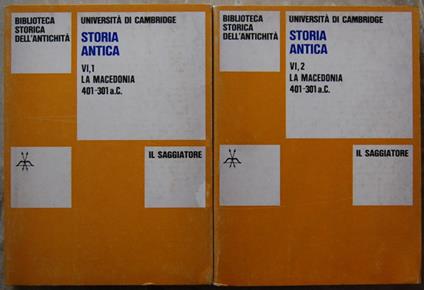 BIBLIOTECA
STORICA
DELL'ANTICHITÀ
UNIVERSITÀ DI CAMBRIDGE
STORIA
ANTICA
VI,1
LA MACEDONIA
401-301 a.C.
IL SAGGIATORE
BIBLIOTECA
STORICA
DELL'ANTICHITÀ
UNIVERSITÀ DI CAMBRIDGE
STORIA
ANTICA
VI,2
LA MACEDONIA
401-301 a.C.
IL SAGGIATORE